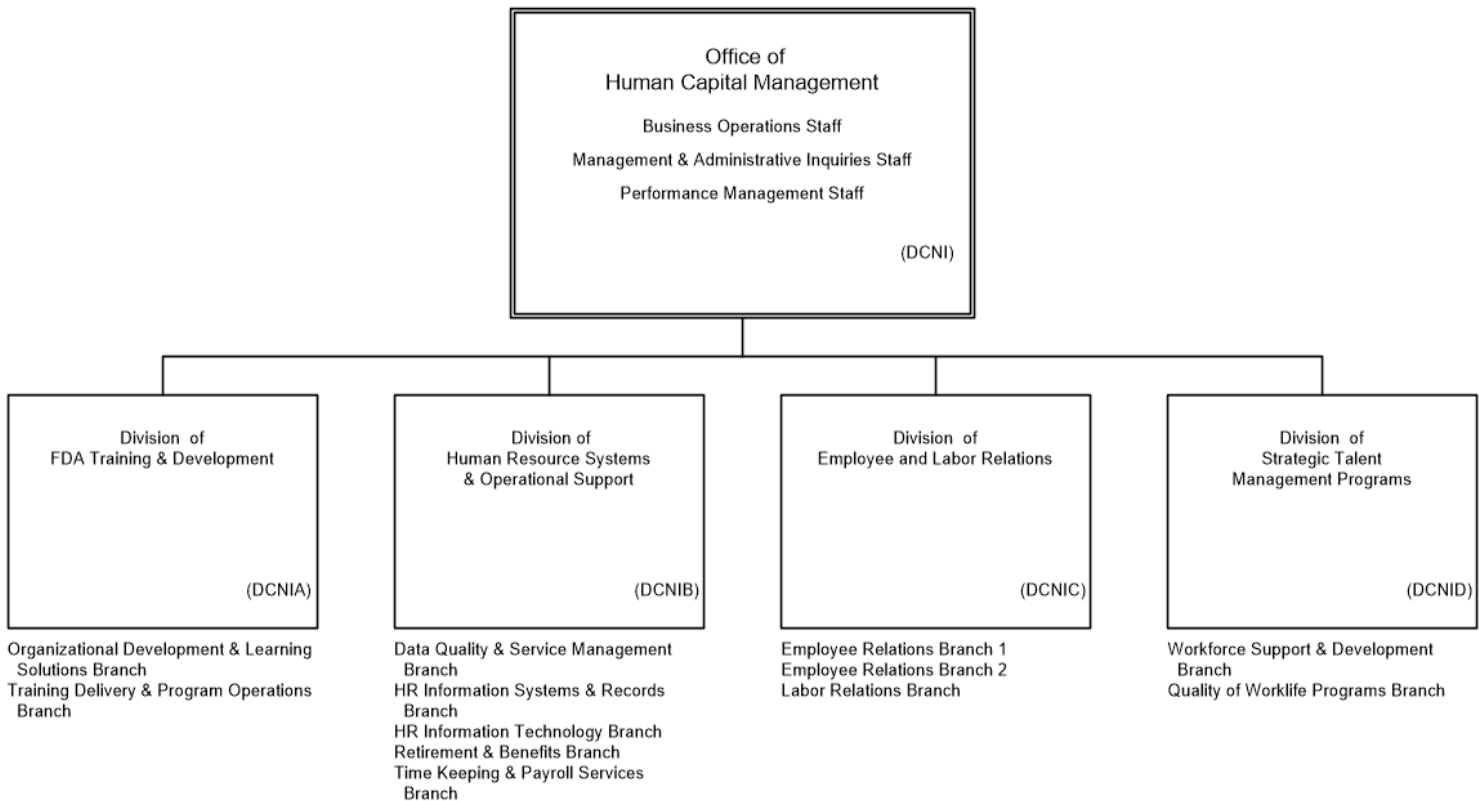 Office of
Human Capital Management
Business Operations Staff
Management & Administrative Inquiries Staff
Performance Management Staff
(DCNI)
Division of
FDA Training & Development
(DCNIA)
Organizational Development & Learning
Solutions Branch
Training Delivery & Program Operations
Branch
Division of
Human Resource Systems
& Operational Support
(DCNIB)
Data Quality & Service Management
Branch
HR Information Systems & Records
Branch
HR Information Technology Branch
Retirement & Benefits Branch
Time Keeping & Payroll Services
Branch
Division of
Employee and Labor Relations
(DCNIC)
Employee Relations Branch 1
Employee Relations Branch 2
Labor Relations Branch
Division of
Strategic Talent
Management Programs
(DCNID)
Workforce Support & Development
Branch
Quality of Worklife Programs Branch